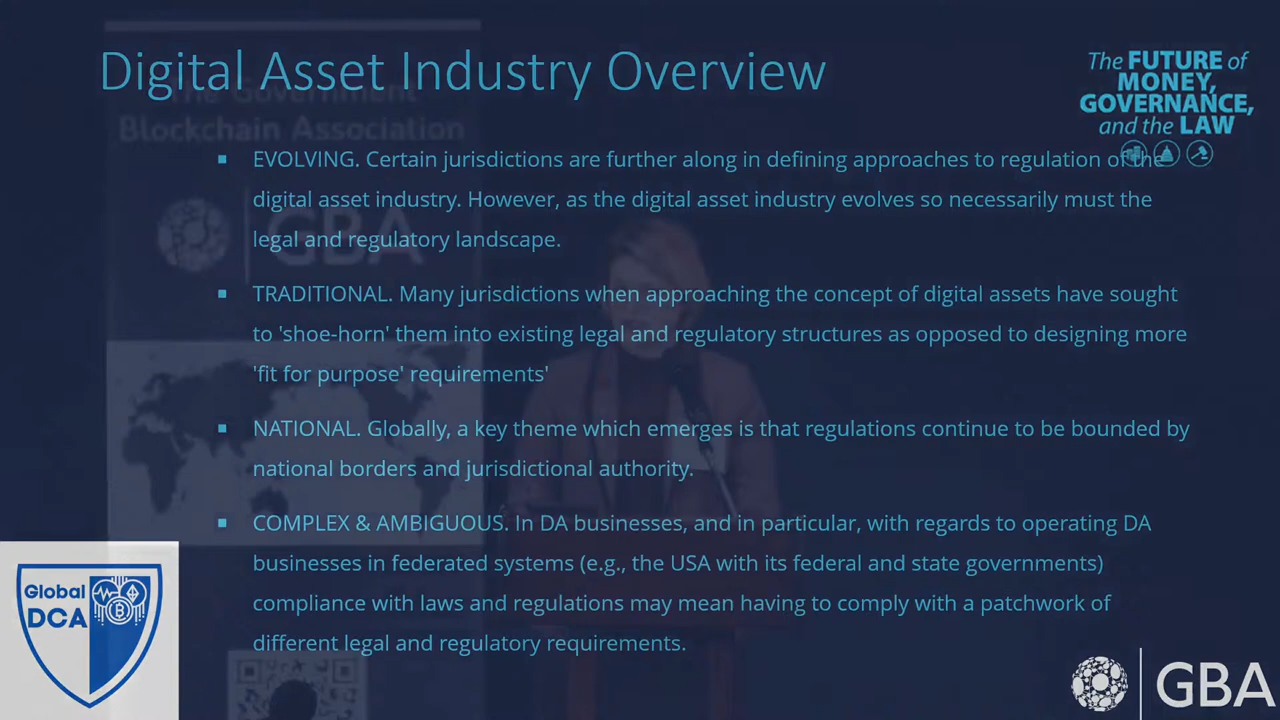 Digital Asset Industry Overview
The FUTURE of
MONEY,
GOVERNANCE,
and the LAW
The Government
Blockchain Association
GBA
▪ EVOLVING. Certain jurisdictions are further along in defining approaches to regulation of the
digital asset industry. However, as the digital asset industry evolves so necessarily must the
legal and regulatory landscape.
▪ TRADITIONAL. Many jurisdictions when approaching the concept of digital assets have sought
to 'shoe-horn' them into existing legal and regulatory structures as opposed to designing more
'fit for purpose' requirements'
▪ NATIONAL. Globally, a key theme which emerges is that regulations continue to be bounded by
national borders and jurisdictional authority.
▪ COMPLEX & AMBIGUOUS. In DA businesses, and in particular, with regards to operating DA
businesses in federated systems (e.g., the USA with its federal and state governments)
compliance with laws and regulations may mean having to comply with a patchwork of
different legal and regulatory requirements.
Global
DCA
GBA